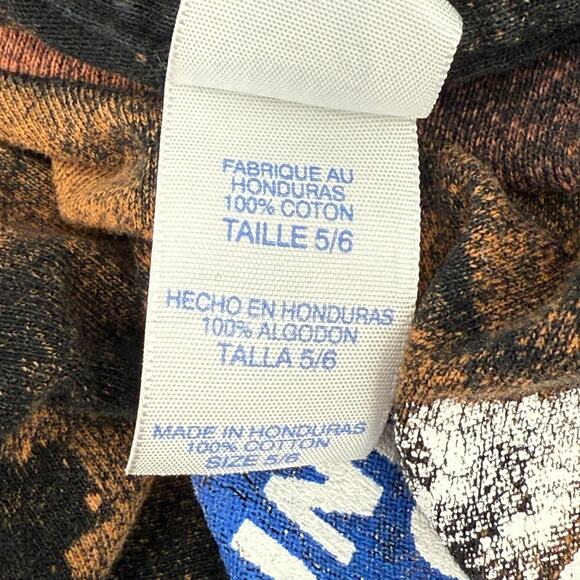 FABRIQUE AU
HONDURAS
100% COTON
TAILLE 5/6
HECHO EN HONDURAS
100% ALGODON
TALLA 5/6
MADE IN HONDURAS
100% COTTON
SIZE 5/6